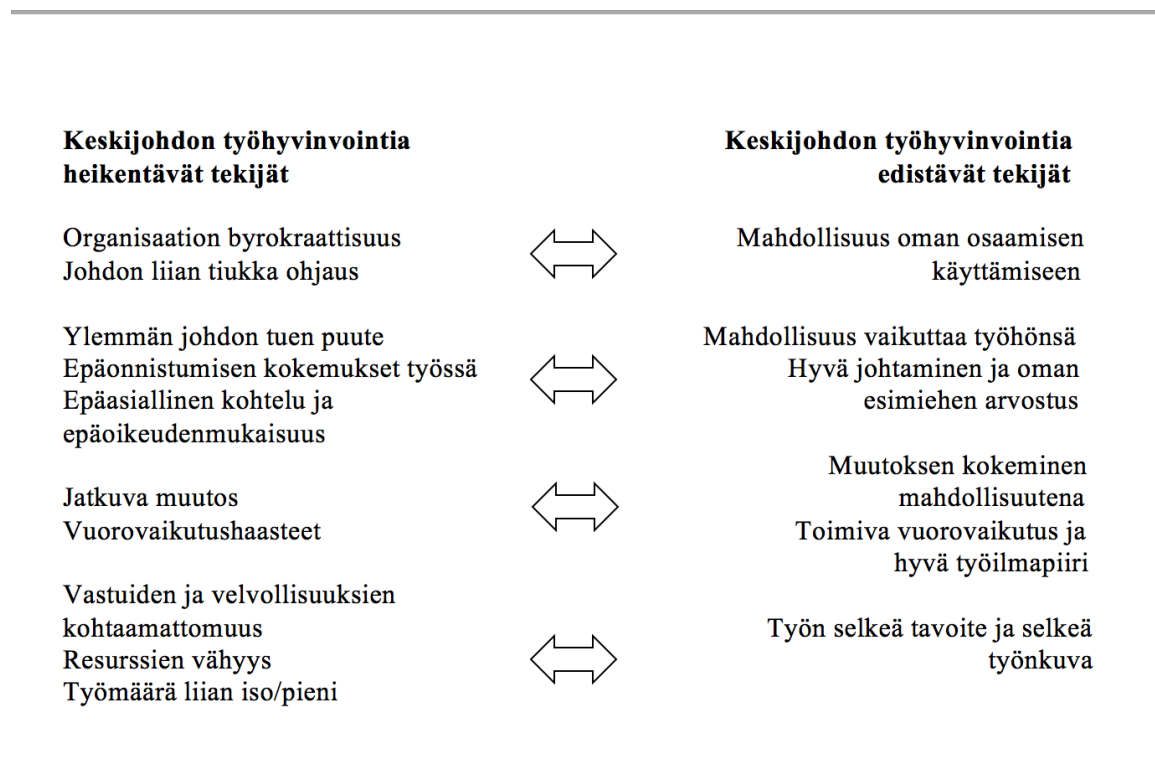 Keskijohdon työhyvinvointia
heikentävät tekijät
Keskijohdon työhyvinvointia
edistävät tekijät
Organisaation byrokraattisuus
Johdon liian tiukka ohjaus
Mahdollisuus oman osaamisen
käyttämiseen
Ylemmän johdon tuen puute
Epäonnistumisen kokemukset työssä
Epäasiallinen kohtelu ja
epäoikeudenmukaisuus
Mahdollisuus vaikuttaa työhönsä
Hyvä johtaminen ja oman
esimiehen arvostus
Jatkuva muutos
Vuorovaikutushaasteet
Muutoksen kokeminen
mahdollisuutena
Toimiva vuorovaikutus ja
hyvä työilmapiiri
Vastuiden ja velvollisuuksien
kohtaamattomuus
Resurssien vähyys
Työmäärä liian iso/pieni
Työn selkeä tavoite ja selkeä
työnkuva